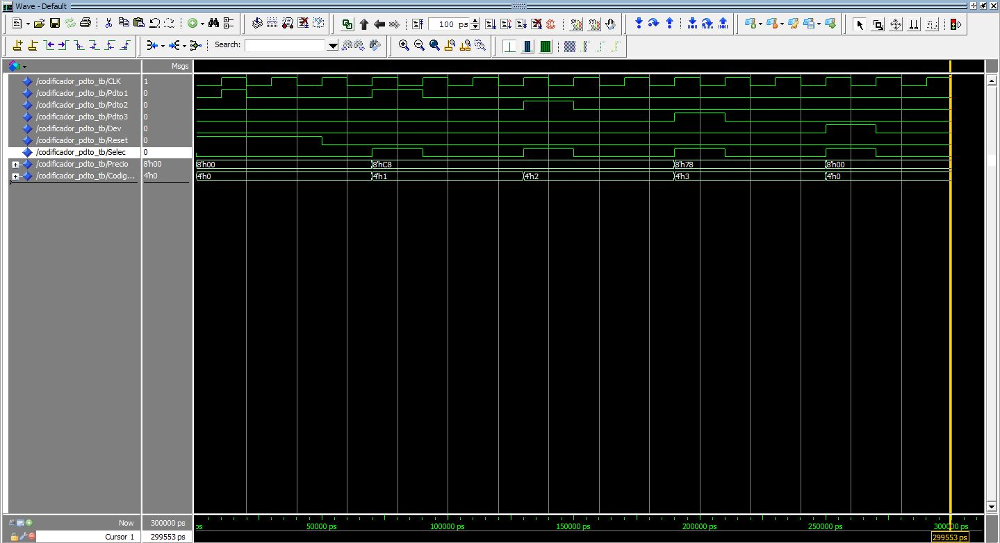 Wave - Default
100 ps
Search:
Msgs
/codificador_pdto_tb/CLK 1
/codificador_pdto_tb/Pdto1 0
/codificador_pdto_tb/Pdto2 0
/codificador_pdto_tb/Pdto3 0
/codificador_pdto_tb/Dev 0
/codificador_pdto_tb/Reset 0
/codificador_pdto_tb/Selec 0
/codificador_pdto_tb/Precio 8'h00 8'h00 8'hC8 8'h78 8'h00
/codificador_pdto_tb/Codig... 4'h0 4'h0 4'h1 4'h2 4'h3 4'h0
Now 300000 ps ps 50000 ps 100000 ps 150000 ps 200000 ps 250000 ps 300000 ps
Cursor 1 299553 ps 299553 ps